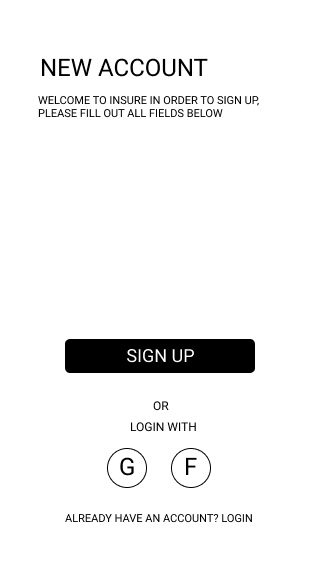 NEW ACCOUNT
WELCOME TO INSURE IN ORDER TO SIGN UP,
PLEASE FILL OUT ALL FIELDS BELOW
SIGN UP
OR
LOGIN WITH
G F
ALREADY HAVE AN ACCOUNT? LOGIN